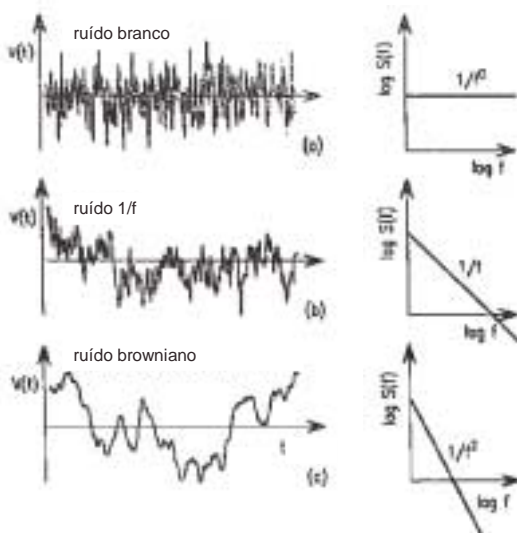 ruído branco
V(t)
(a)
log S(f)
1/f⁰
log f
ruído 1/f
V(t)
(b)
log S(f)
1/f
log f
ruído browniano
V(t)
t
(c)
log S(f)
1/f²
log f